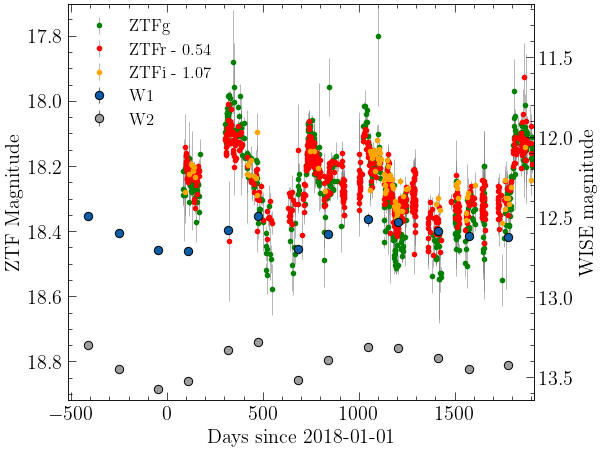 ZTFg
ZTFr - 0.54
ZTFi - 1.07
W1
W2
17.8
18.0
18.2
18.4
18.6
18.8
ZTF Magnitude
11.5
12.0
12.5
13.0
13.5
WISE magnitude
−500 0 500 1000 1500
Days since 2018-01-01